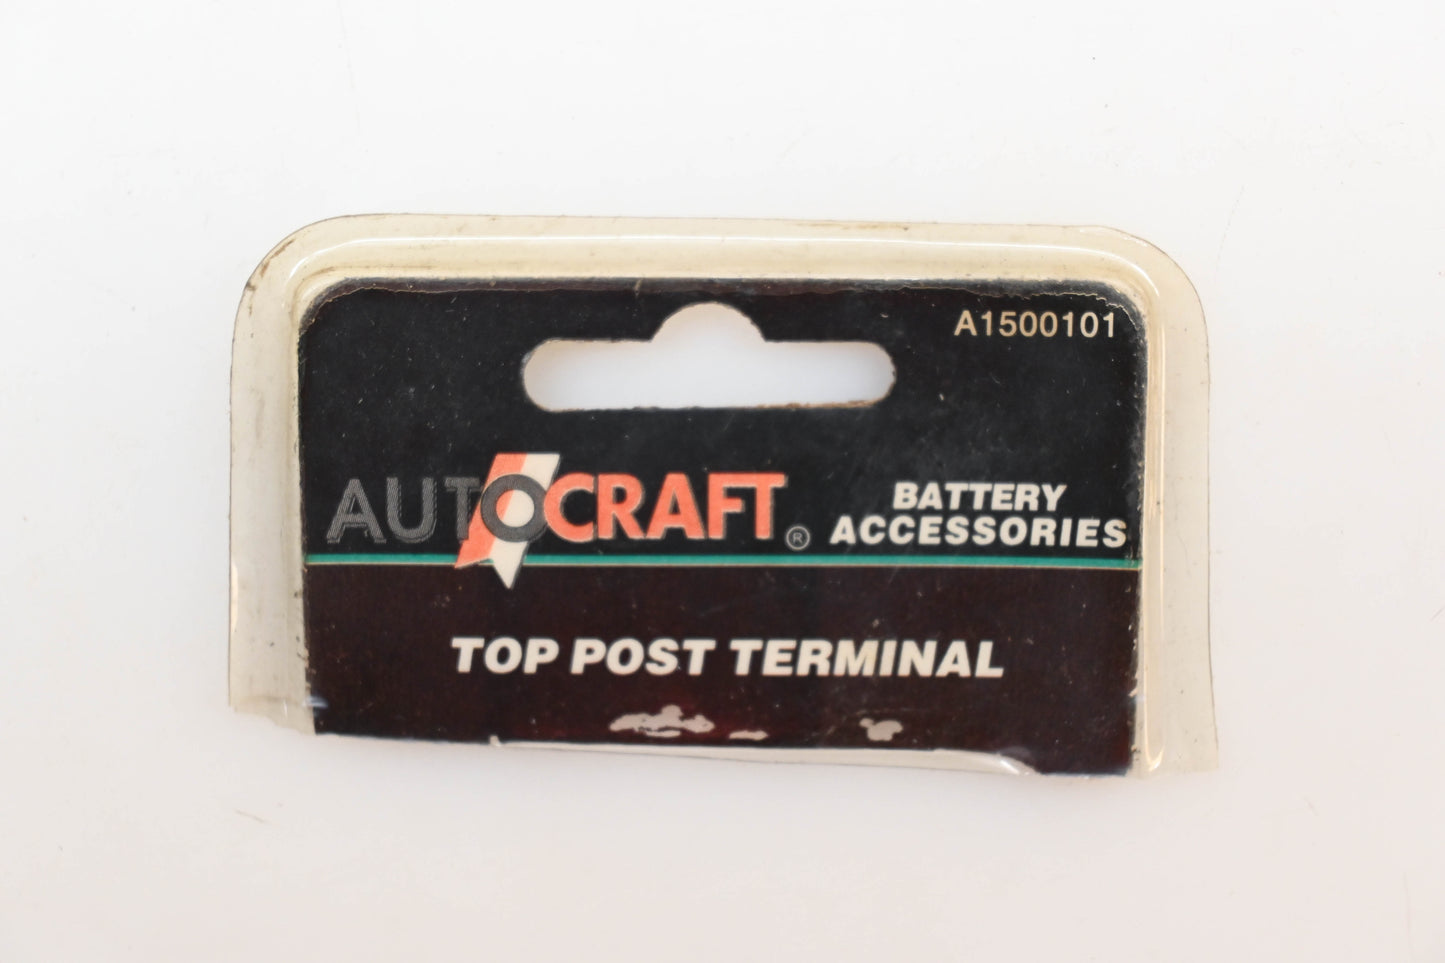 A1500101
AUTOCRAFT®
BATTERY
ACCESSORIES
TOP POST TERMINAL